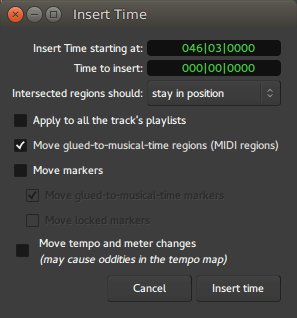 Insert Time
Insert Time starting at: 046|03|0000
Time to insert: 000|00|0000
Intersected regions should: stay in position
Apply to all the track's playlists
Move glued-to-musical-time regions (MIDI regions)
Move markers
Move glued-to-musical-time markers
Move locked markers
Move tempo and meter changes
(may cause oddities in the tempo map)
Cancel Insert time